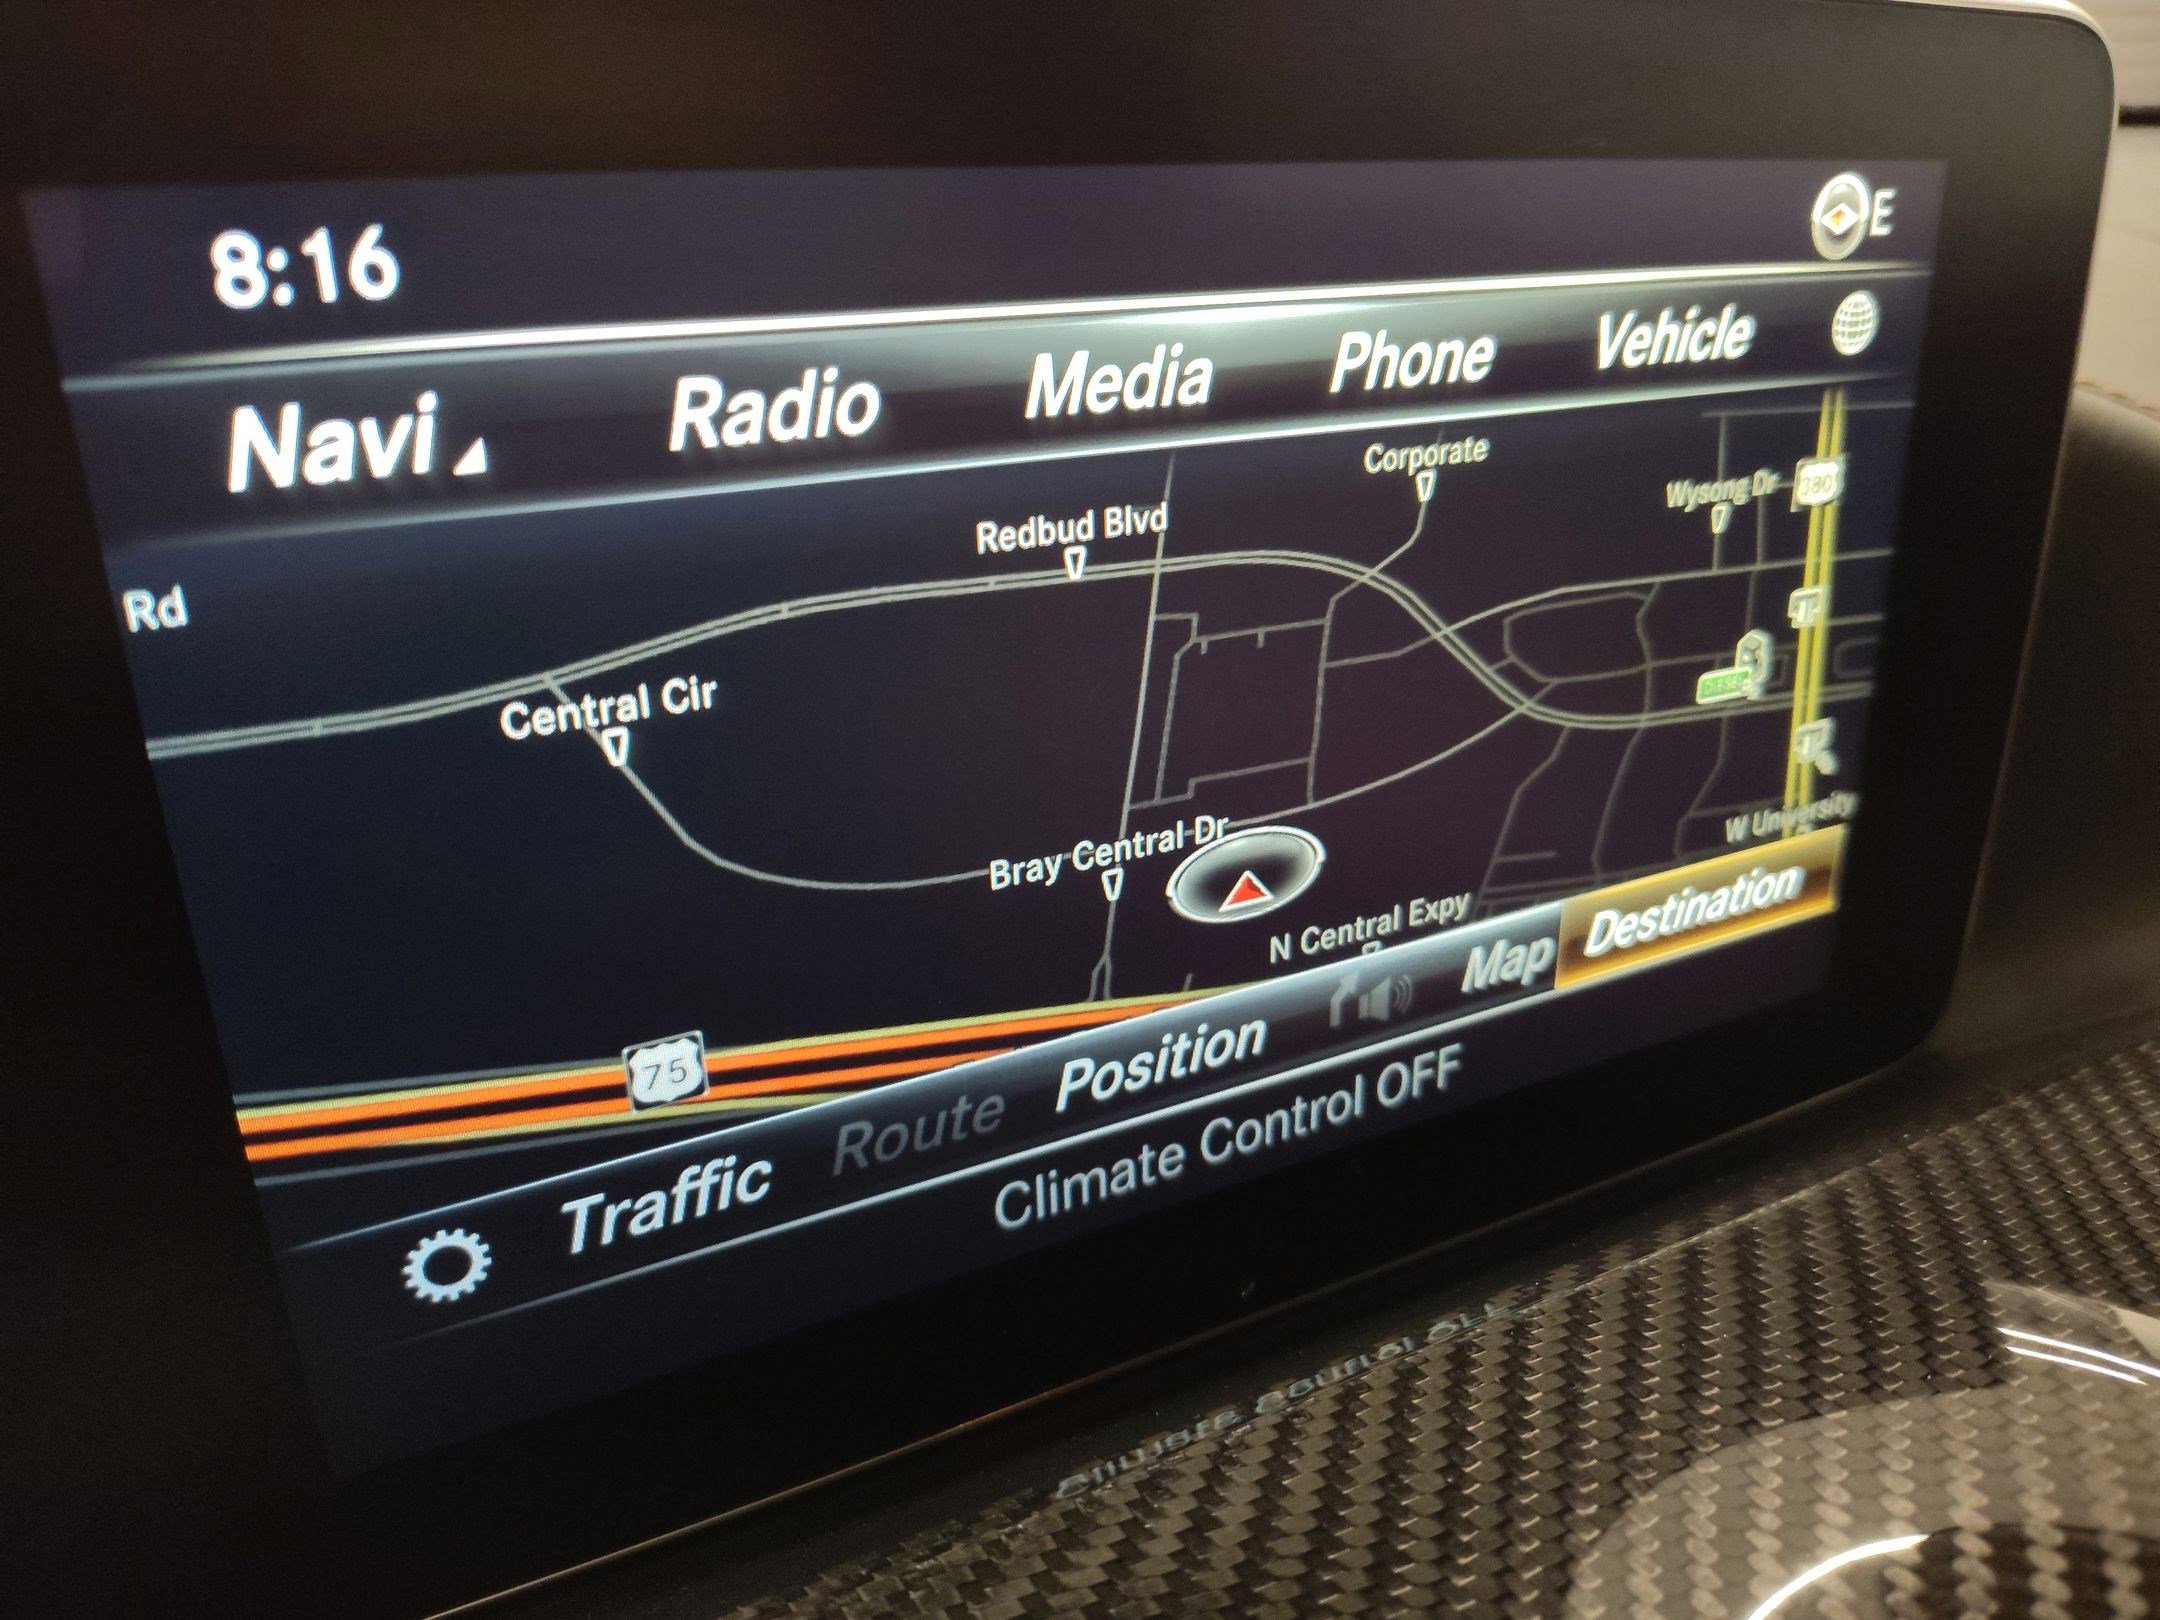 8:16
E
Navi Radio Media Phone Vehicle
Corporate
Wysong Dr
380
Redbud Blvd
Rd
Central Cir
DIESEL
W University
Bray Central Dr
N Central Expy
75
Traffic Route Position Map Destination
Climate Control OFF